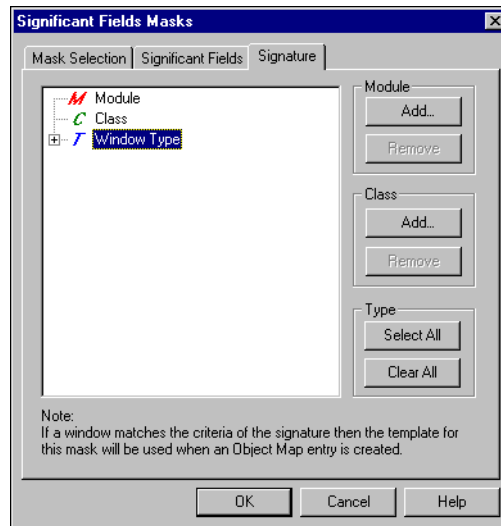 Significant Fields Masks
Mask Selection Significant Fields Signature
M Module
C Class
T Window Type
Module
Add...
Remove
Class
Add...
Remove
Type
Select All
Clear All
Note:
If a window matches the criteria of the signature then the template for
this mask will be used when an Object Map entry is created.
OK Cancel Help